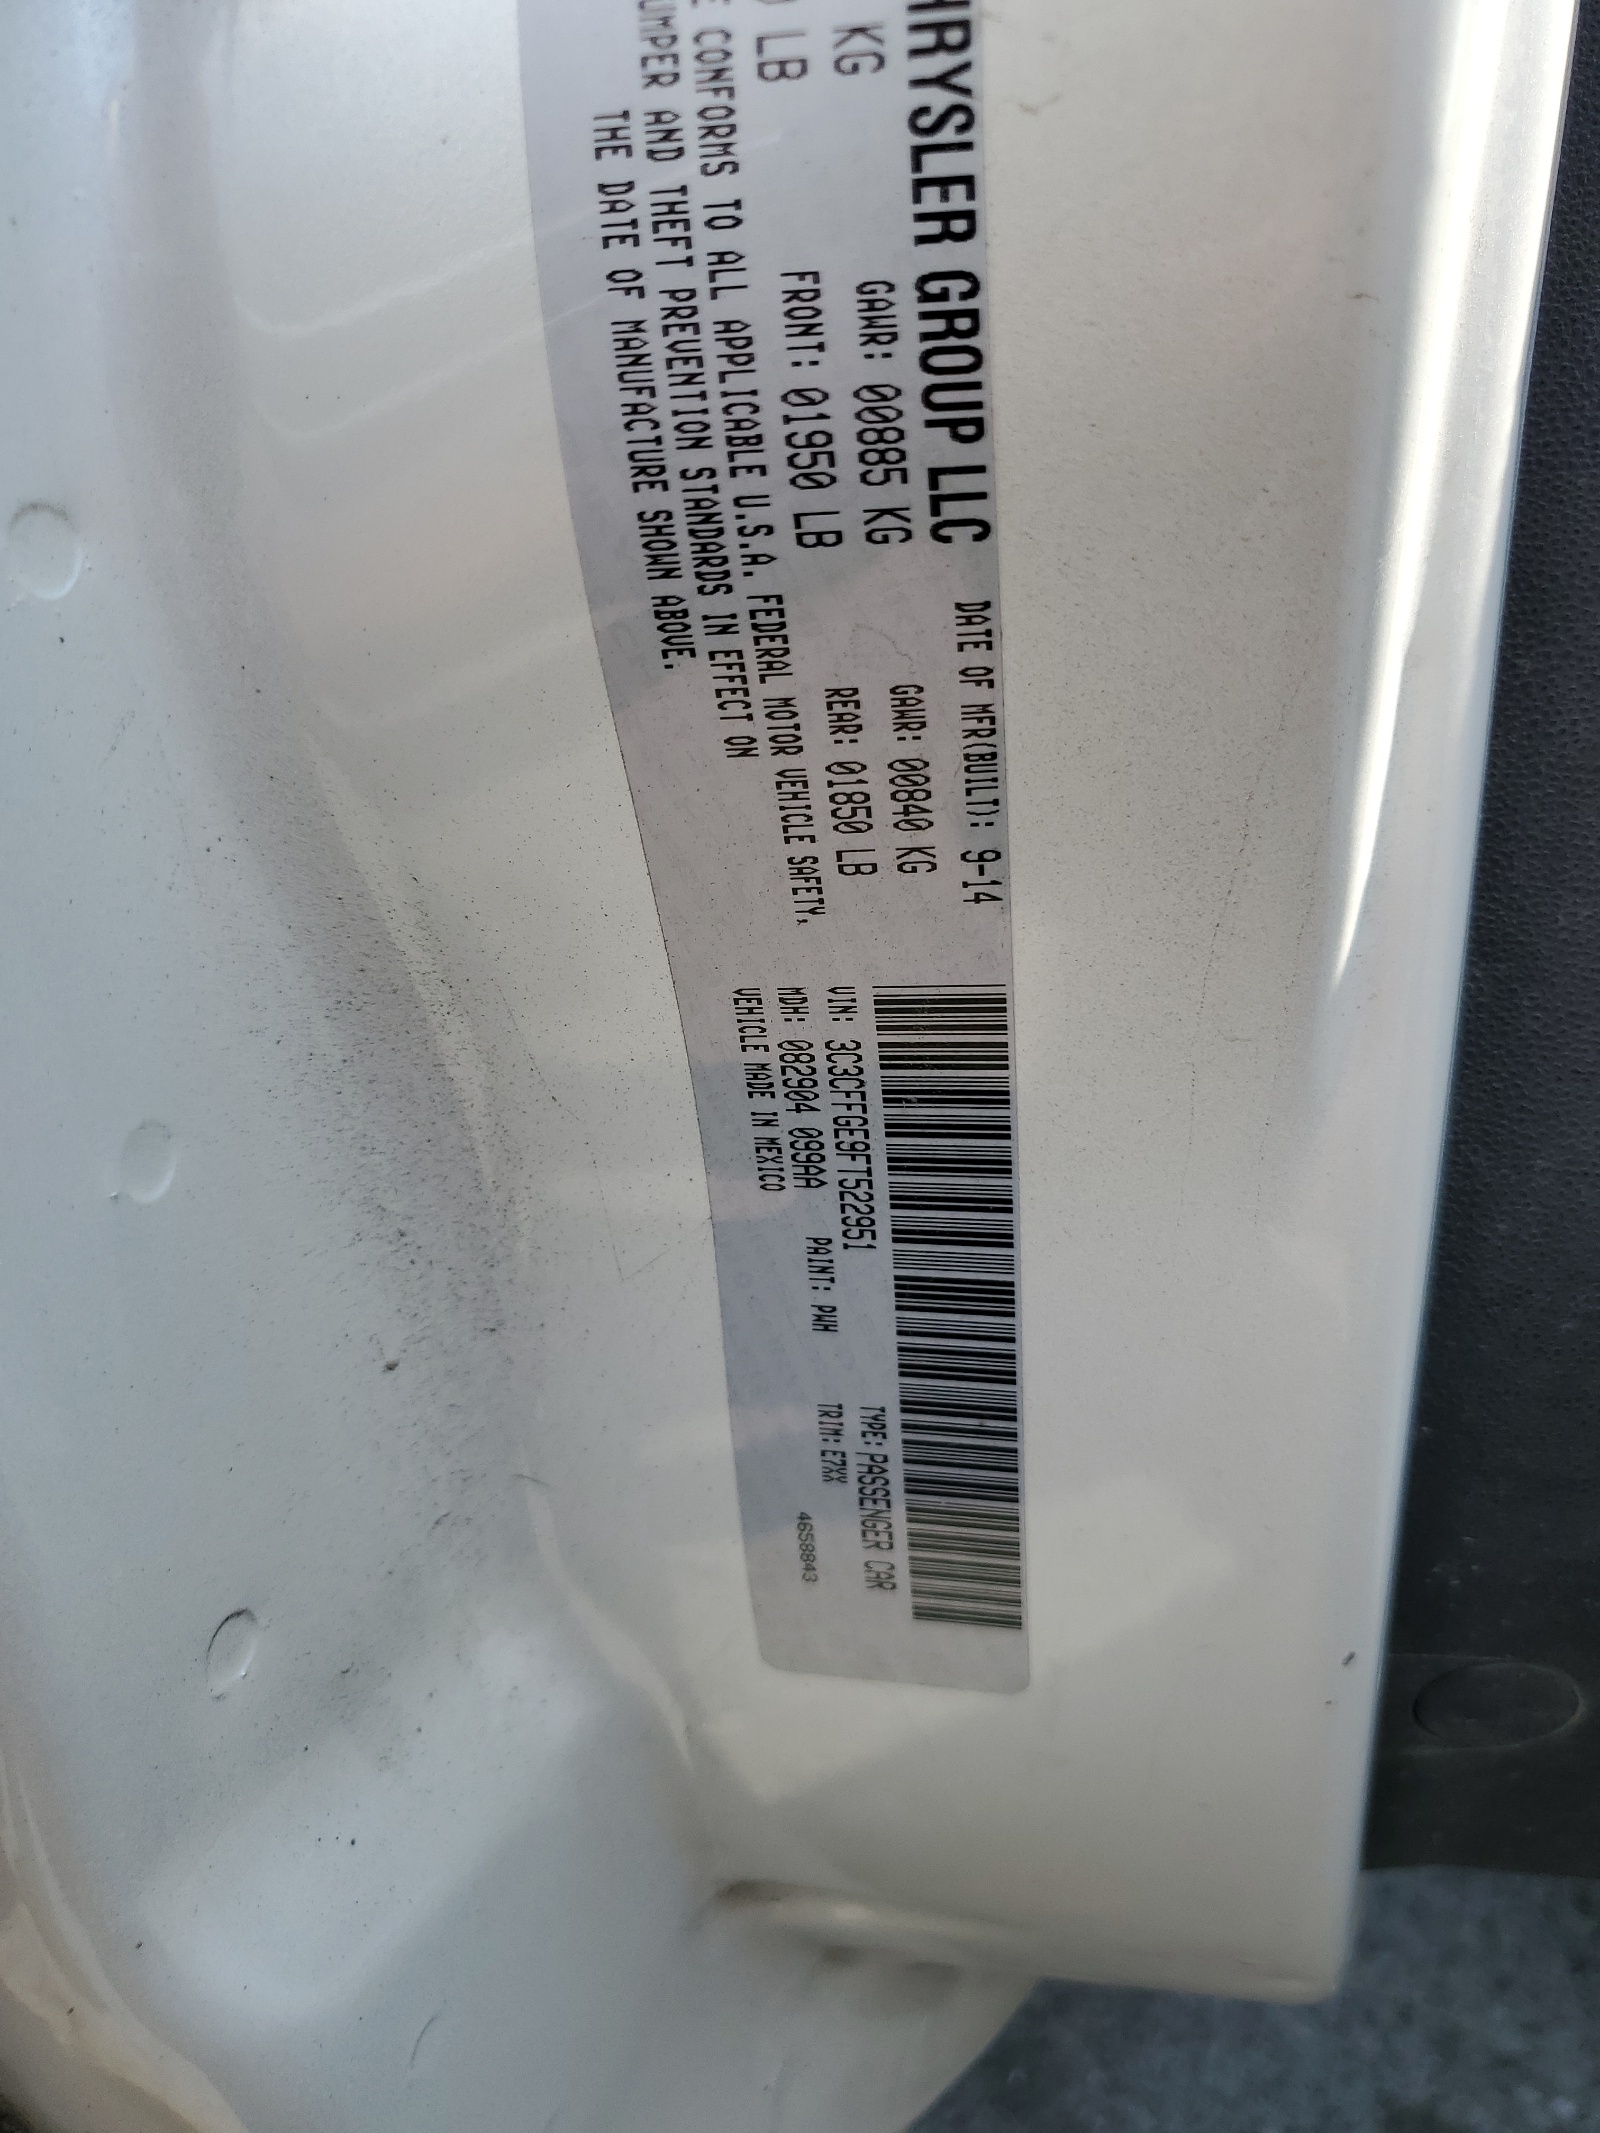 HRYSLER GROUP LLC DATE OF MFR(BUILT): 9-14
KG GAWR: 00885 KG GAWR: 00840 KG
LB FRONT: 01950 LB REAR: 01850 LB
CONFORMS TO ALL APPLICABLE U.S.A. FEDERAL MOTOR VEHICLE SAFETY,
UMPER AND THEFT PREVENTION STANDARDS IN EFFECT ON
THE DATE OF MANUFACTURE SHOWN ABOVE.
VIN: 3C3CFFGE9FT522951 TYPE: PASSENGER CAR
MDH: 082904 099AA PAINT: PWH TRIM: E7XX
VEHICLE MADE IN MEXICO 4658843